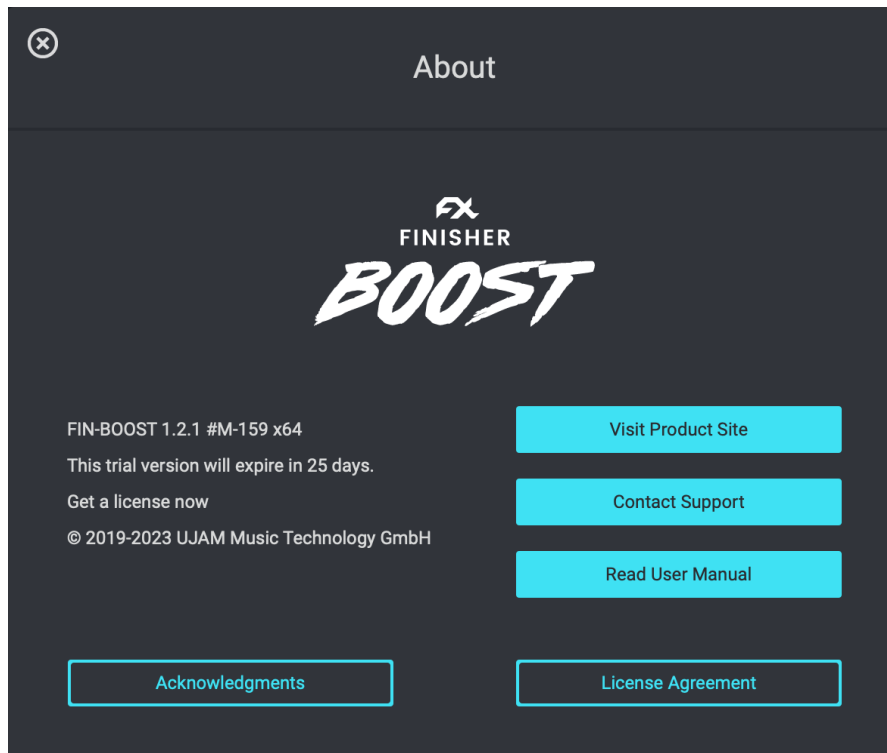 About
FX
FINISHER
BOOST
FIN-BOOST 1.2.1 #M-159 x64
This trial version will expire in 25 days.
Get a license now
© 2019-2023 UJAM Music Technology GmbH
Visit Product Site
Contact Support
Read User Manual
Acknowledgments
License Agreement